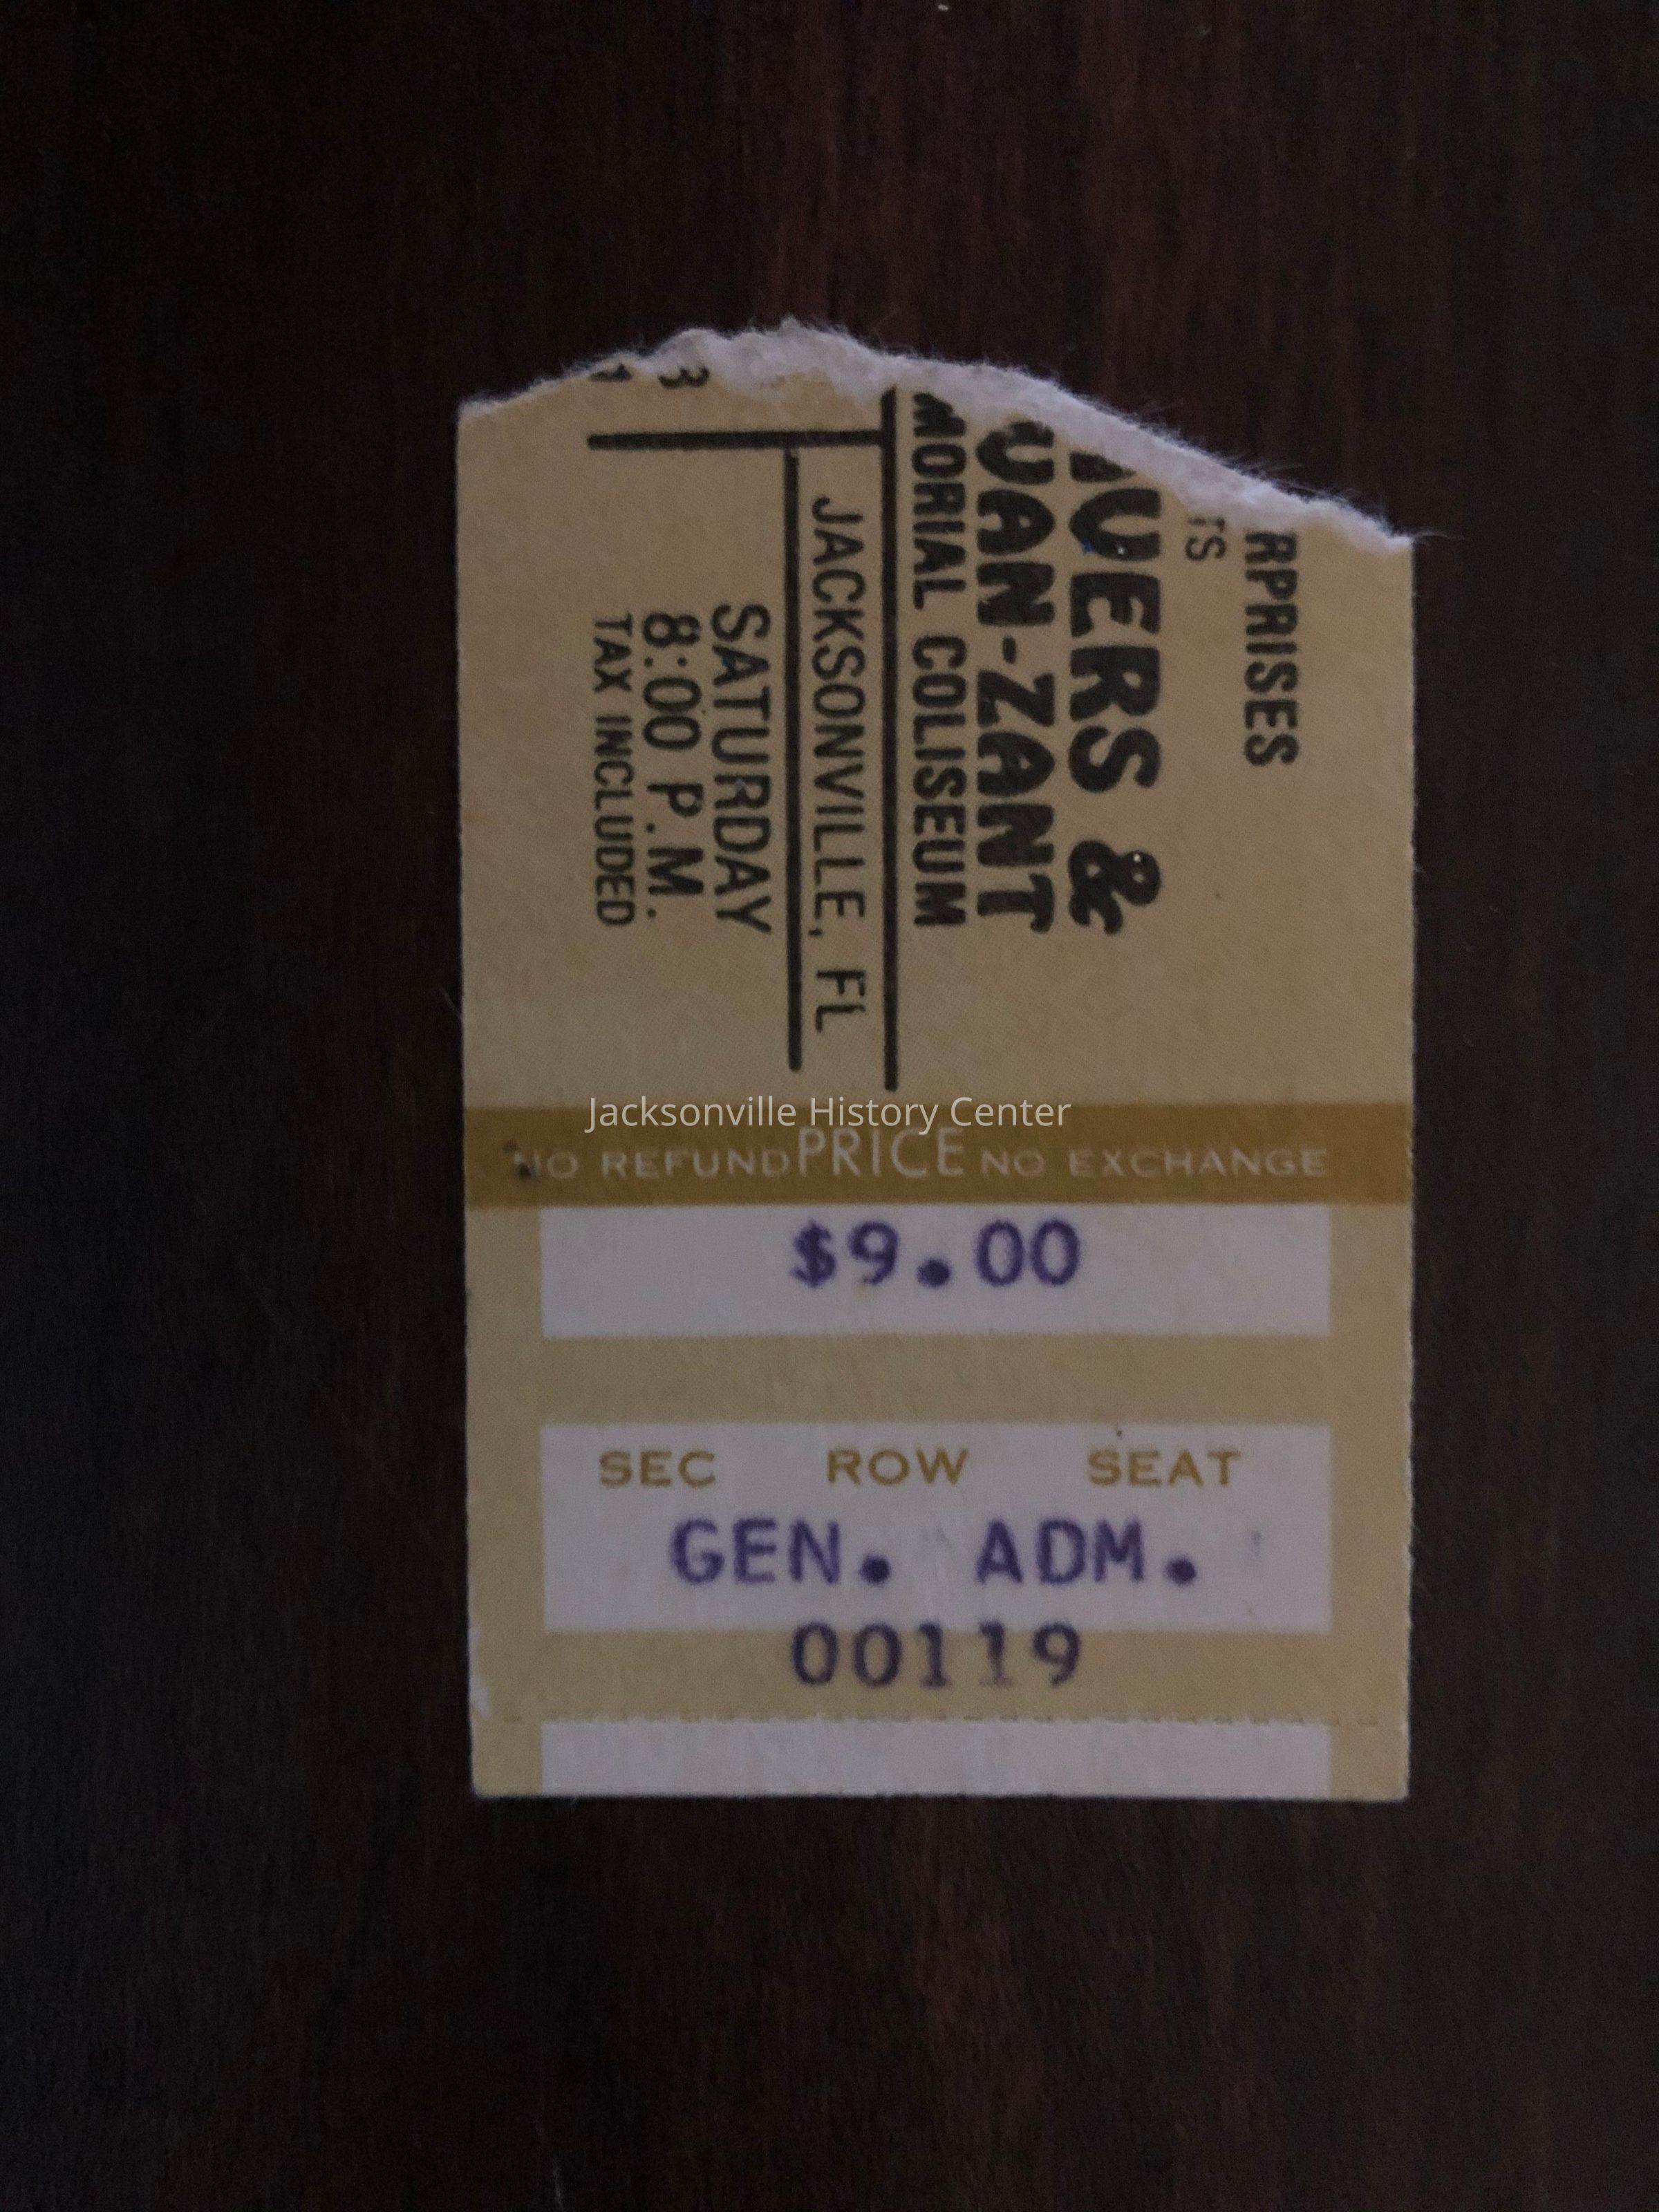 RPRISES
TS
VERS &
VAN-ZANT
MORIAL COLISEUM
JACKSONVILLE, FL
3 SATURDAY
8:00 P.M.
TAX INCLUDED
Jacksonville History Center
NO REFUND PRICE NO EXCHANGE
$9.00
SEC ROW SEAT
GEN. ADM.
00119